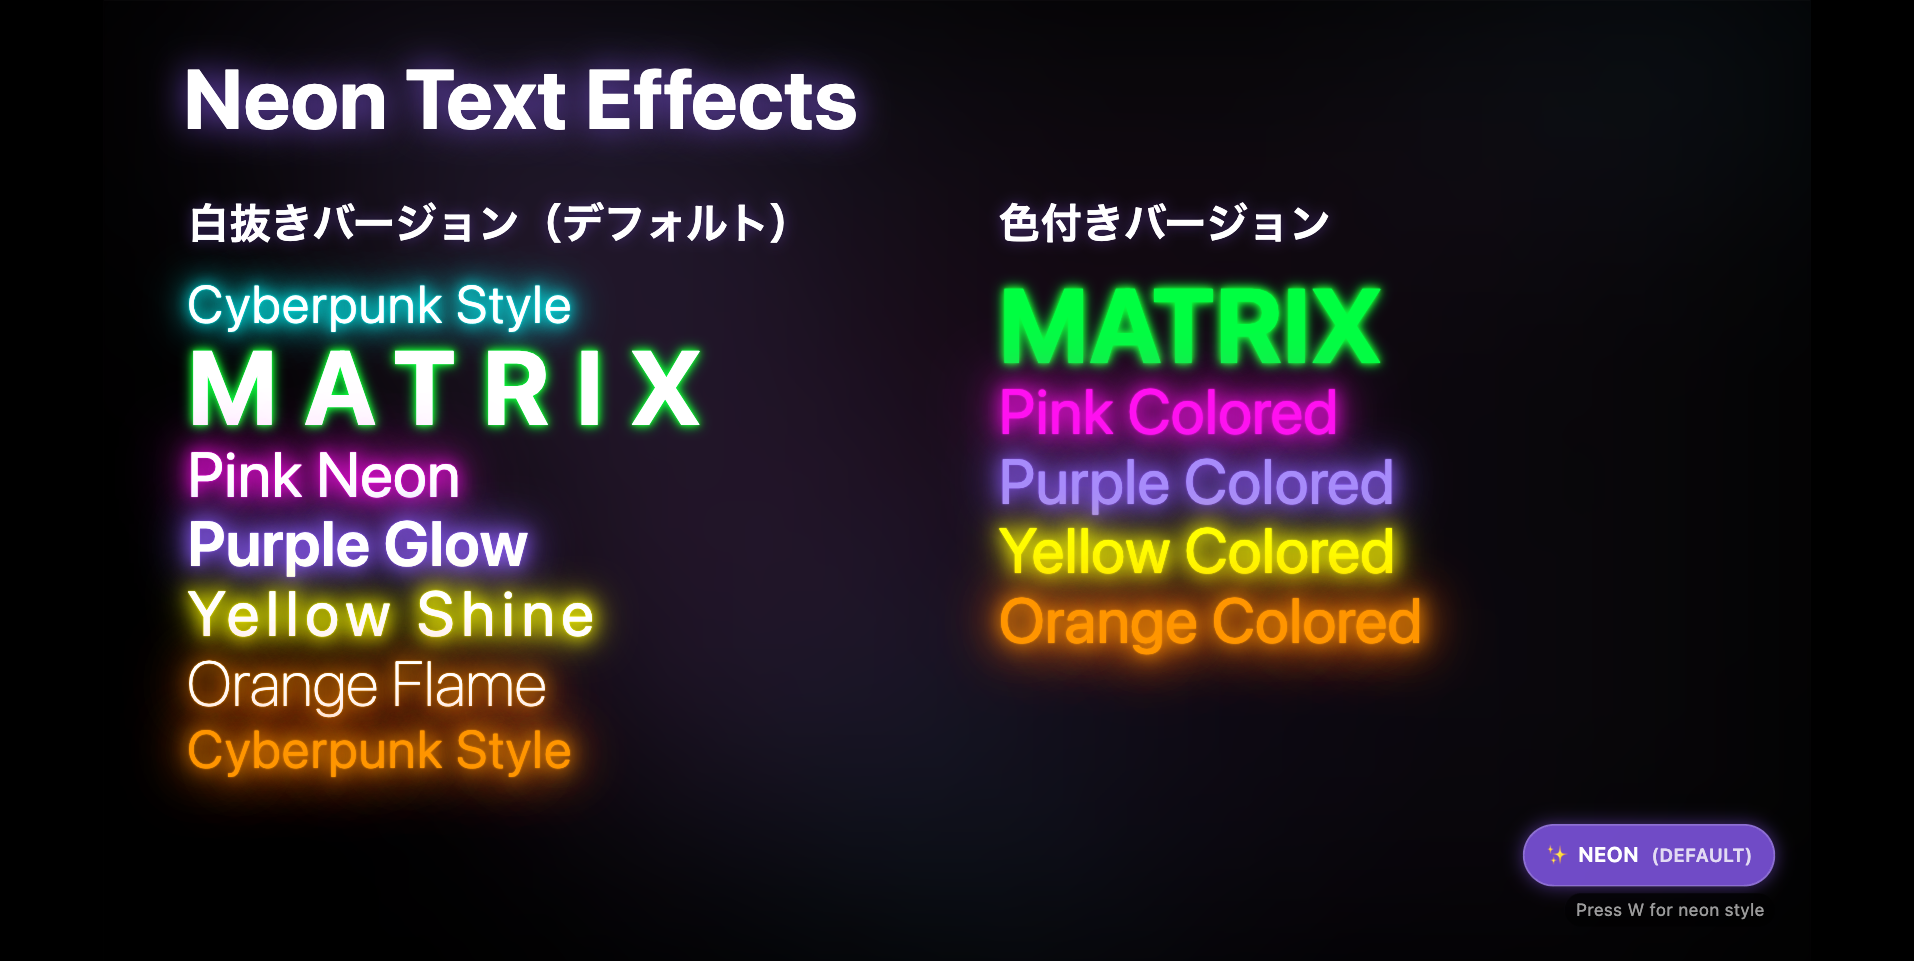 Neon Text Effects
白抜きバージョン（デフォルト）
Cyberpunk Style
MATRIX
Pink Neon
Purple Glow
Yellow Shine
Orange Flame
Cyberpunk Style
色付きバージョン
MATRIX
Pink Colored
Purple Colored
Yellow Colored
Orange Colored
✨ NEON (DEFAULT)
Press W for neon style